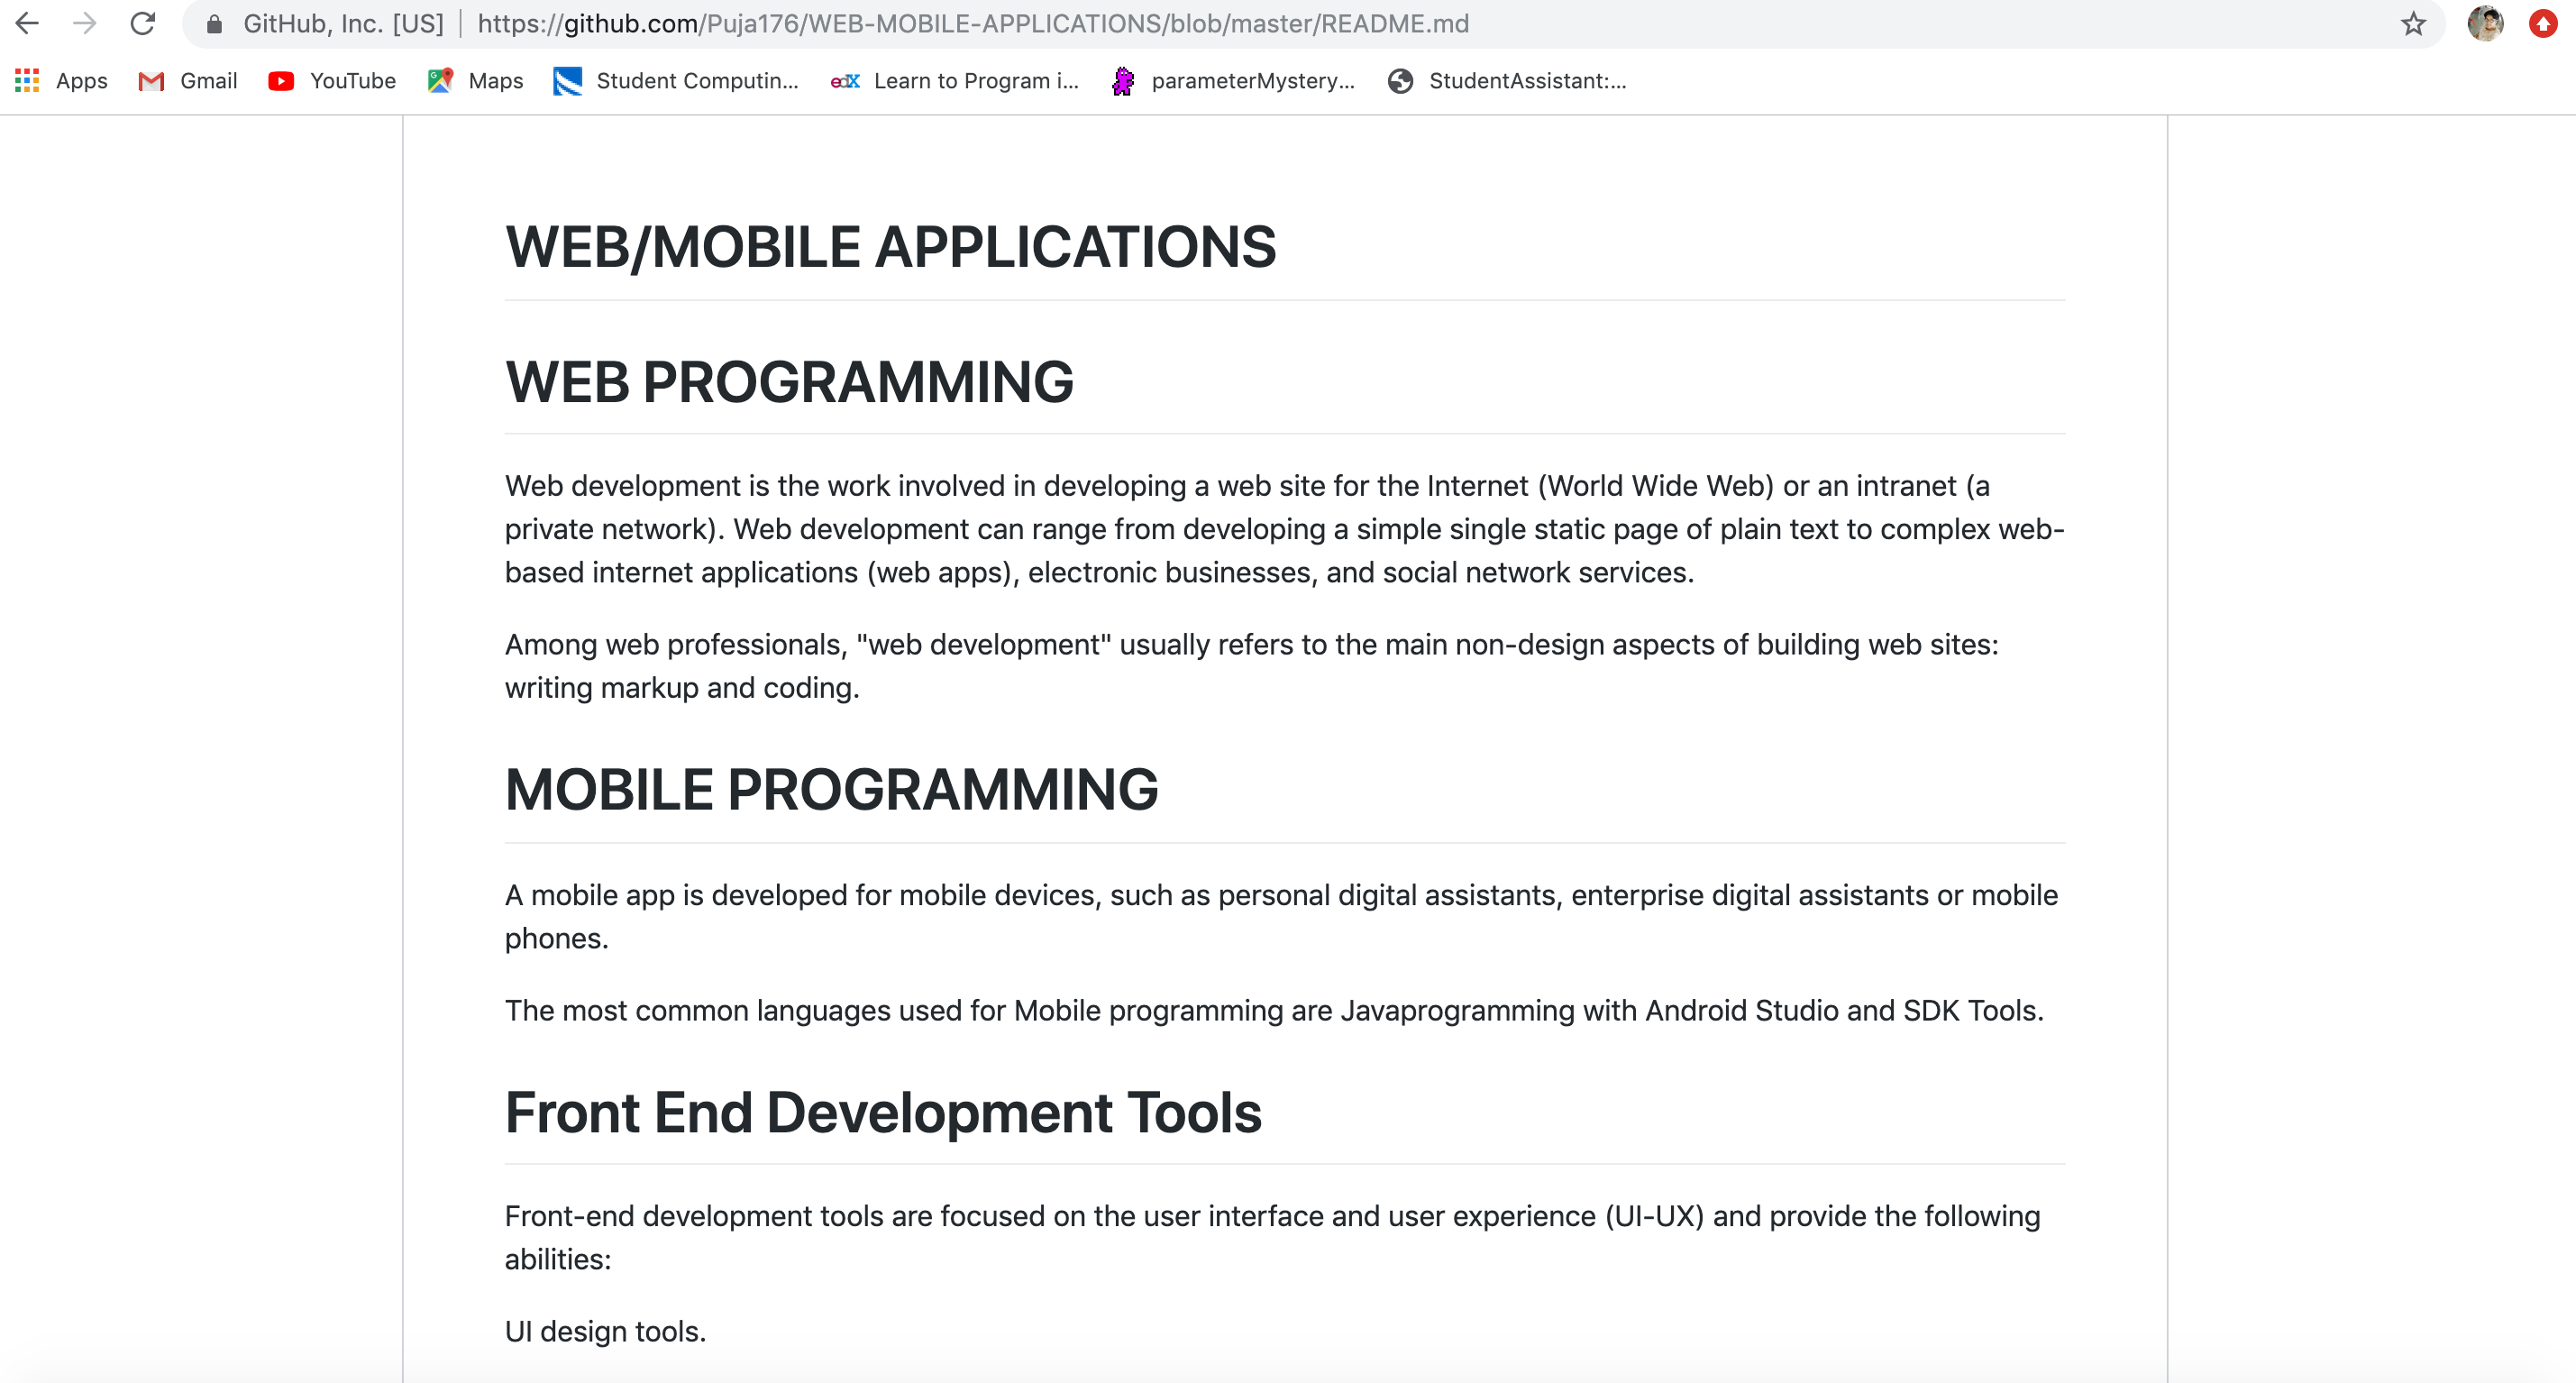 GitHub, Inc. [US] | https://github.com/Puja176/WEB-MOBILE-APPLICATIONS/blob/master/README.md
Apps Gmail YouTube Maps Student Computin... edX Learn to Program i... parameterMystery... StudentAssistant:...
WEB/MOBILE APPLICATIONS
WEB PROGRAMMING
Web development is the work involved in developing a web site for the Internet (World Wide Web) or an intranet (a
private network). Web development can range from developing a simple single static page of plain text to complex web-
based internet applications (web apps), electronic businesses, and social network services.
Among web professionals, "web development" usually refers to the main non-design aspects of building web sites:
writing markup and coding.
MOBILE PROGRAMMING
A mobile app is developed for mobile devices, such as personal digital assistants, enterprise digital assistants or mobile
phones.
The most common languages used for Mobile programming are Javaprogramming with Android Studio and SDK Tools.
Front End Development Tools
Front-end development tools are focused on the user interface and user experience (UI-UX) and provide the following
abilities:
UI design tools.